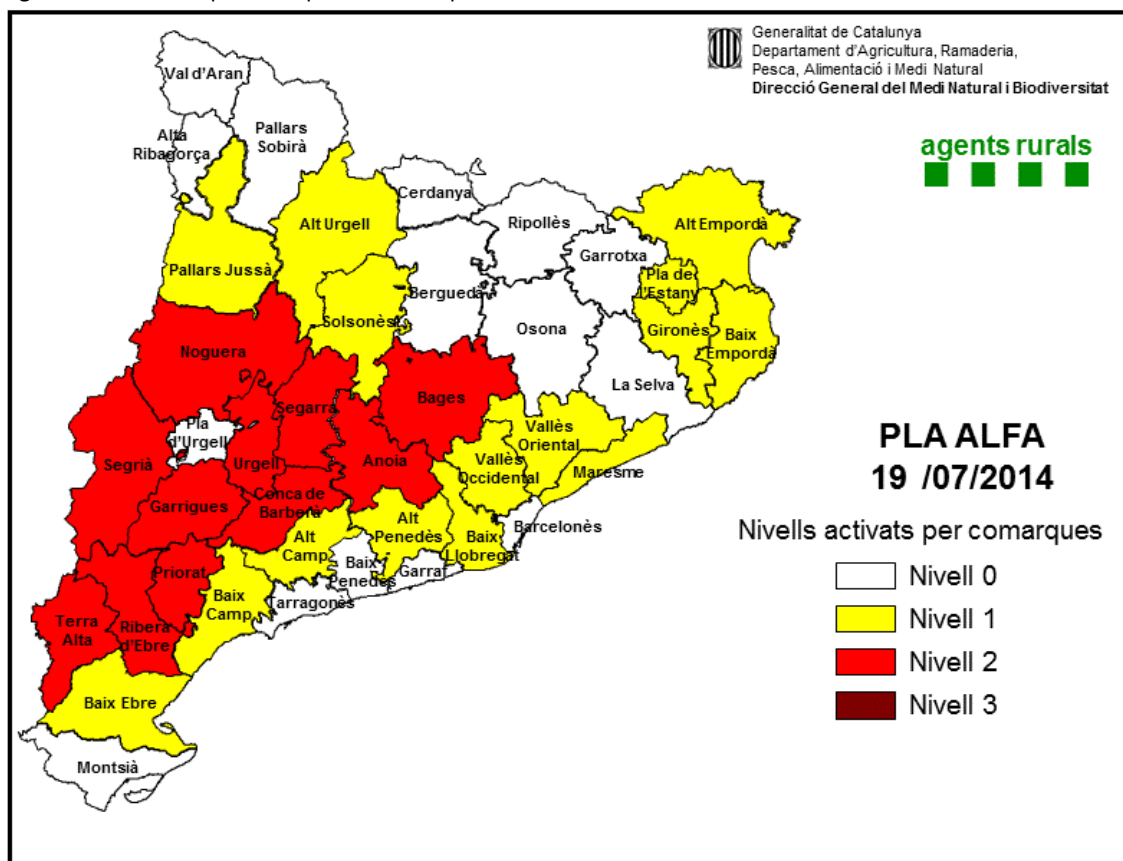 Generalitat de Catalunya
Departament d'Agricultura, Ramaderia,
Pesca, Alimentació i Medi Natural
Direcció General del Medi Natural i Biodiversitat
agents rurals
Val d'Aran
Alta
Ribagorça
Pallars
Sobirà
Cerdanya
Alt Urgell
Ripollès
Alt Empordà
Garrotxa
Pallars Jussà
Pla de
l'Estany
Berguedà
Solsonès
Osona
Gironès
Baix
Empordà
Noguera
La Selva
Bages
Segarra
Pla
d'Urgell
Vallès
Oriental
Segrià
Urgell
Anoia
Vallès
Occidental
Maresme
Garrigues
Conca de
Barberà
Alt
Penedès
Barcelonès
Alt
Camp
Baix
Llobregat
Baix
Penedès
Garraf
Priorat
Baix
Camp
Tarragonès
Terra
Alta
Ribera
d'Ebre
Baix Ebre
Montsià
PLA ALFA
19 /07/2014
Nivells activats per comarques
Nivell 0
Nivell 1
Nivell 2
Nivell 3